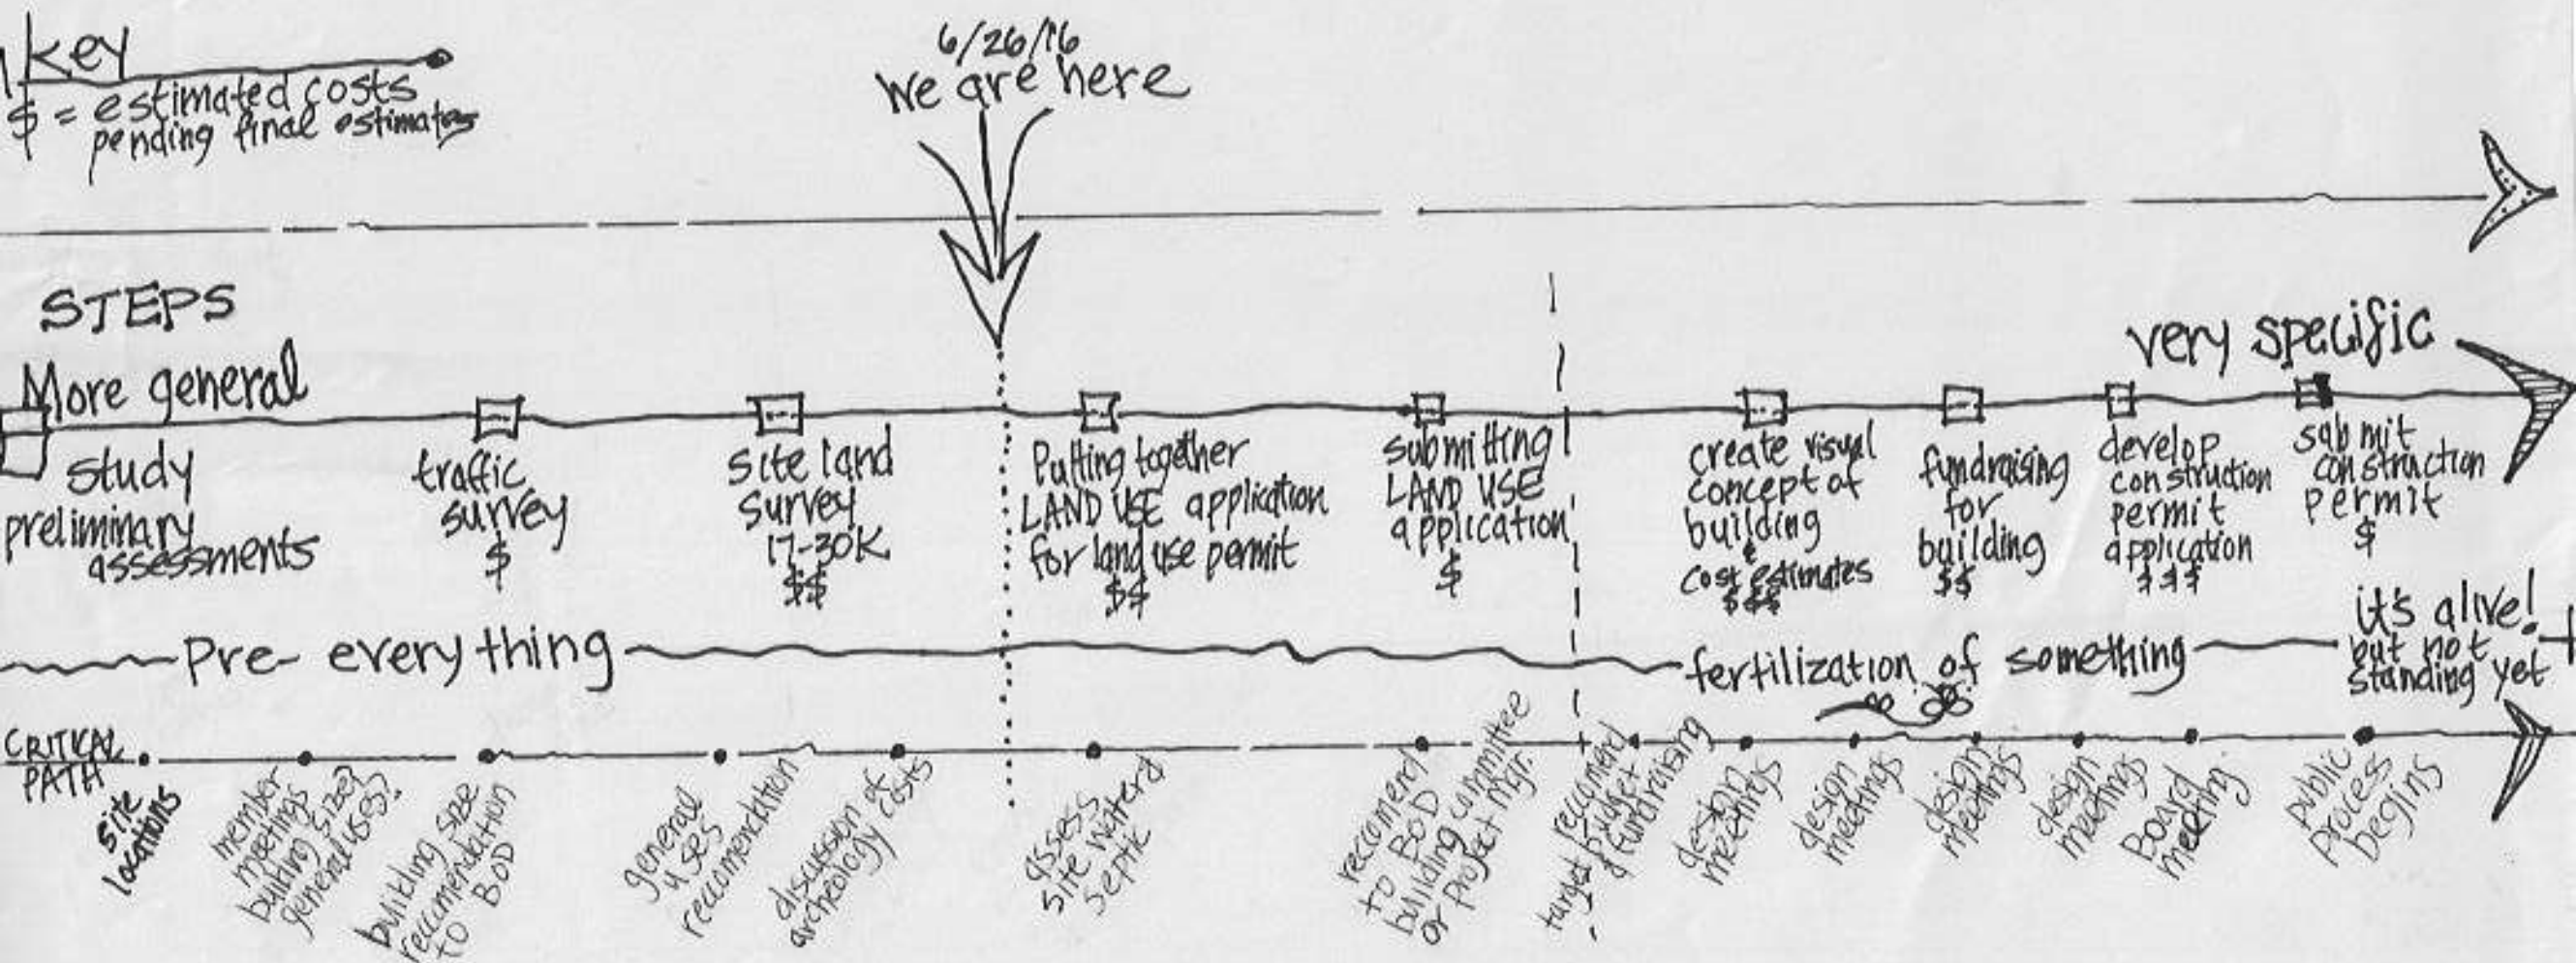 key
$ = estimated costs
pending final estimates
6/26/16
We are here
STEPS
More general
very specific
study
preliminary
assessments
traffic
survey
$
site land
survey
17-30K
$$
Putting together
LAND USE application
for land use permit
$$
submitting
LAND USE
application
$
create visual
concept of
building
&
cost estimates
$$$
fundraising
for
building
$$
develop
construction
permit
application
$$$
submit
construction
permit
$
Pre-everything
fertilization of something
it's alive!
but not
standing yet
CRITICAL
PATH
site
locations
member
meetings
building size?
general uses?
building size
reccomendation
TO BOD
general
uses
reccomendation
discussion of
archeology costs
assess
site water &
septic
recomend
TO BOD
building committee
or project mgr.
reccomend
target budget
& fundraising
design
meetings
design
meetings
design
meetings
design
meetings
Board
meeting
public
process
begins